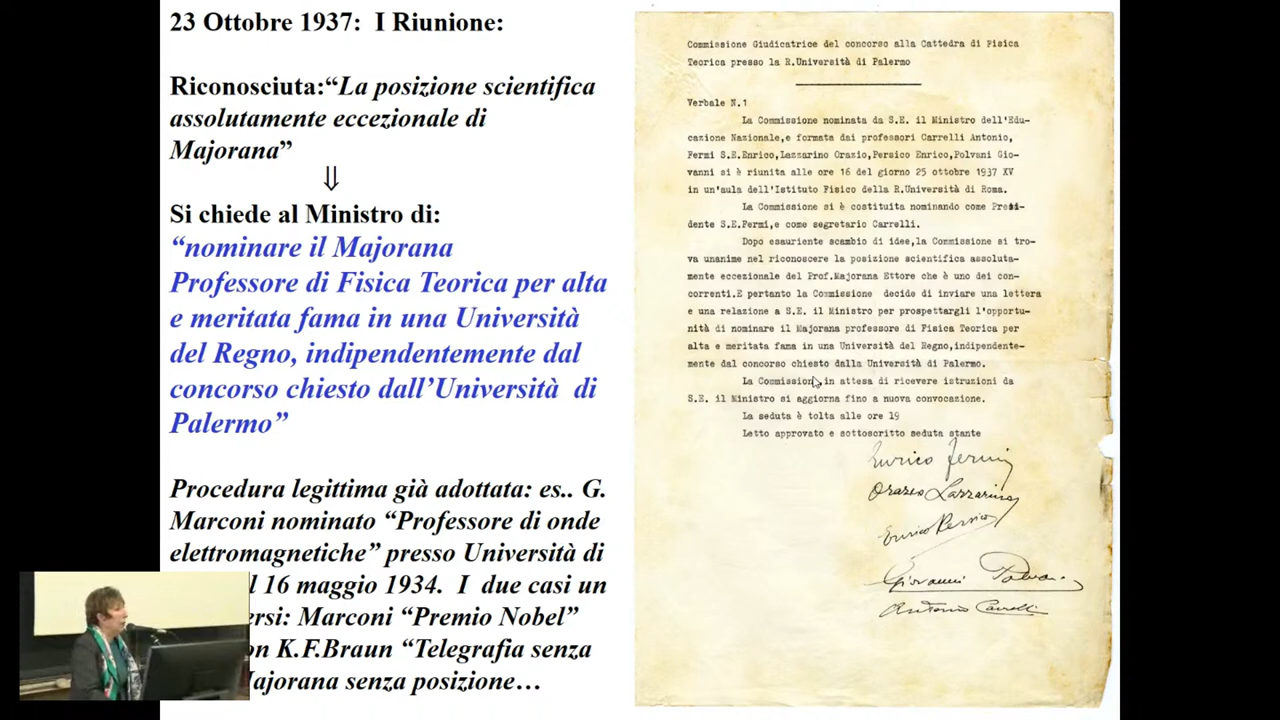 23 Ottobre 1937: I Riunione:
Riconosciuta:“La posizione scientifica
assolutamente eccezionale di
Majorana”
⇓
Si chiede al Ministro di:
“nominare il Majorana
Professore di Fisica Teorica per alta
e meritata fama in una Università
del Regno, indipendentemente dal
concorso chiesto dall’Università di
Palermo”
Procedura legittima già adottata: es.. G.
Marconi nominato “Professore di onde
elettromagnetiche” presso Università di
l 16 maggio 1934. I due casi un
ersi: Marconi “Premio Nobel”
on K.F.Braun “Telegrafia senza
ajorana senza posizione…
Commissione Giudicatrice del concorso alla Cattedra di Fisica
Teorica presso la R.Università di Palermo
Verbale N.1
La Commissione nominata da S.E. il Ministro dell'Edu-
cazione Nazionale,e formata dai professori Carrelli Antonio,
Fermi S.E.Enrico,Lazzarino Orazio,Persico Enrico,Polvani Gio-
vanni si è riunita alle ore 16 del giorno 25 ottobre 1937 XV
in un'aula dell'Istituto Fisico della R.Università di Roma.
La Commissione si è costituita nominando come Presi-
dente S.E.Fermi,e come segretario Carrelli.
Dopo esauriente scambio di idee,la Commissione si tro-
va unanime nel riconoscere la posizione scientifica assoluta-
mente eccezionale del Prof.Majorana Ettore che è uno dei con-
correnti.E pertanto la Commissione decide di inviare una lettera
e una relazione a S.E. il Ministro per prospettargli l'opportu-
nità di nominare il Majorana professore di Fisica Teorica per
alta e meritata fama in una Università del Regno,indipendente-
mente dal concorso chiesto dalla Università di Palermo.
La Commissione in attesa di ricevere istruzioni da
S.E. il Ministro si aggiorna fino a nuova convocazione.
La seduta è tolta alle ore 19
Letto approvato e sottoscritto seduta stante
Enrico Fermi
Orazio Lazzarino
Enrico Persico
Giovanni Polvani
Antonio Carrelli